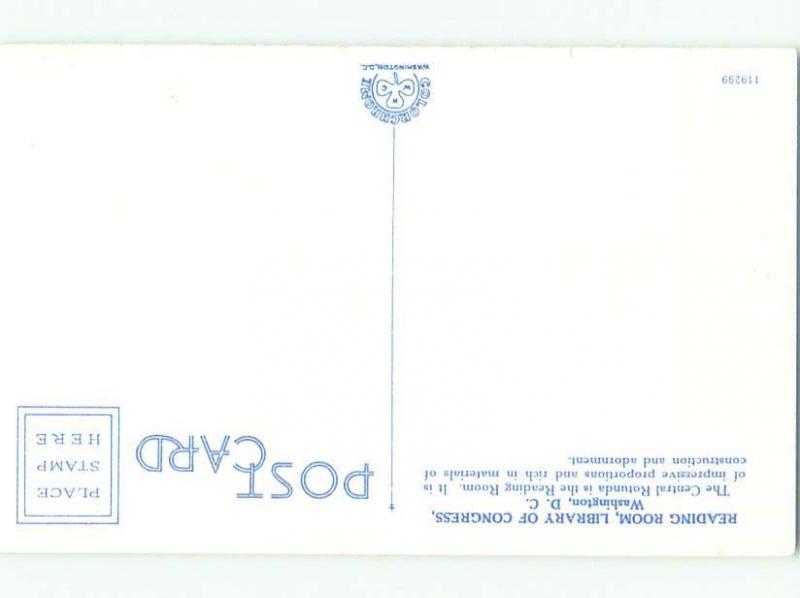 READING ROOM, LIBRARY OF CONGRESS,
Washington, D. C.
The Central Rotunda is the Reading Room. It is
of impressive proportions and rich in materials of
construction and adornment.
POST CARD
PLACE
STAMP
HERE
119299
COLORCHROME
H
W C
WASHINGTON, D.C.